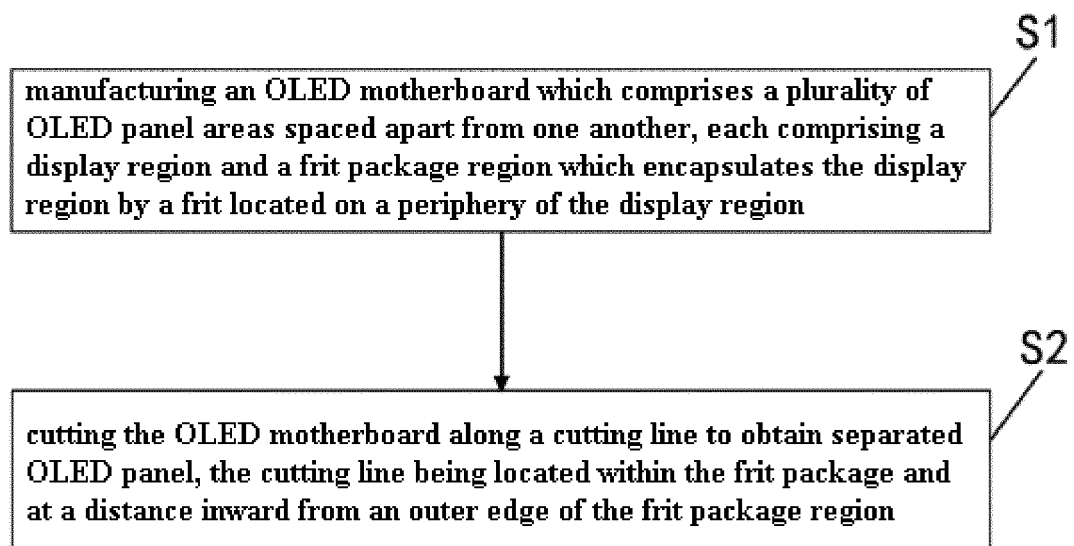 S1
manufacturing an OLED motherboard which comprises a plurality of
OLED panel areas spaced apart from one another, each comprising a
display region and a frit package region which encapsulates the display
region by a frit located on a periphery of the display region
S2
cutting the OLED motherboard along a cutting line to obtain separated
OLED panel, the cutting line being located within the frit package and
at a distance inward from an outer edge of the frit package region